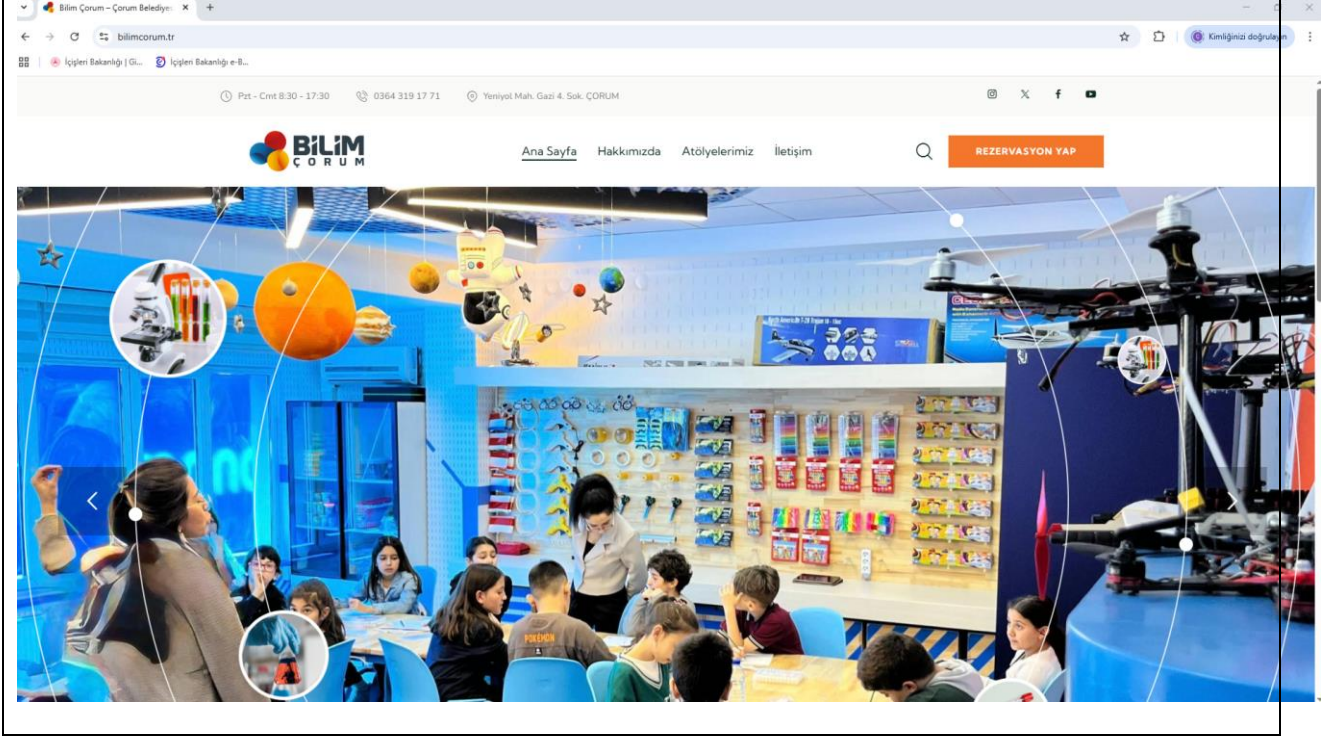 Bilim Çorum – Çorum Belediyes
bilimcorum.tr
Kimliğinizi doğrulayın
İçişleri Bakanlığı | Gi... İçişleri Bakanlığı e-B...
Pzt - Cmt 8:30 - 17:30 0364 319 17 71 Yeniyol Mah. Gazi 4. Sok. ÇORUM
BİLİM
ÇORUM
Ana Sayfa Hakkımızda Atölyelerimiz İletişim
REZERVASYON YAP
POKÉMON